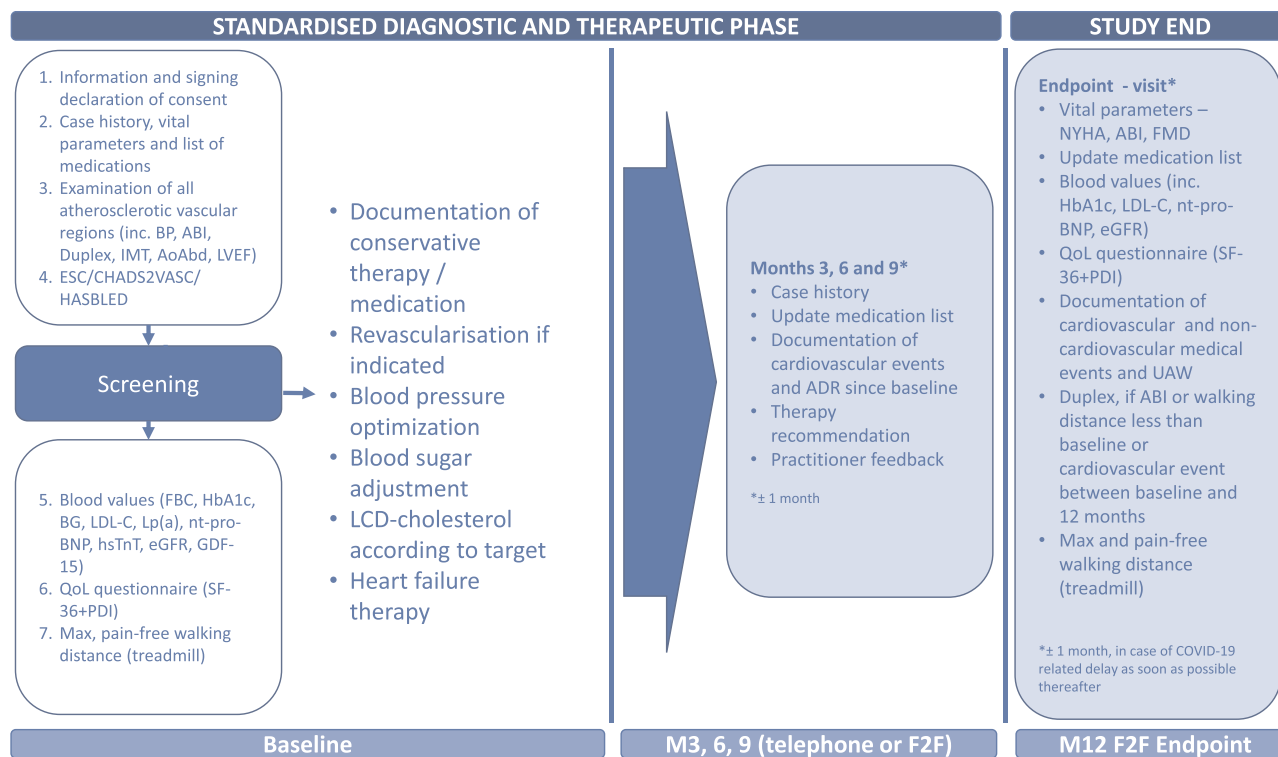 STANDARDISED DIAGNOSTIC AND THERAPEUTIC PHASE
STUDY END
1. Information and signing
declaration of consent
2. Case history, vital
parameters and list of
medications
3. Examination of all
atherosclerotic vascular
regions (inc. BP, ABI,
Duplex, IMT, AoAbd, LVEF)
4. ESC/CHADS2VASC/
HASBLED
Screening
5. Blood values (FBC, HbA1c,
BG, LDL-C, Lp(a), nt-pro-
BNP, hsTnT, eGFR, GDF-
15)
6. QoL questionnaire (SF-
36+PDI)
7. Max, pain-free walking
distance (treadmill)
• Documentation of
conservative
therapy /
medication
• Revascularisation if
indicated
• Blood pressure
optimization
• Blood sugar
adjustment
• LCD-cholesterol
according to target
• Heart failure
therapy
Months 3, 6 and 9*
• Case history
• Update medication list
• Documentation of
cardiovascular events
and ADR since baseline
• Therapy
recommendation
• Practitioner feedback
*± 1 month
Endpoint - visit*
• Vital parameters –
NYHA, ABI, FMD
• Update medication list
• Blood values (inc.
HbA1c, LDL-C, nt-pro-
BNP, eGFR)
• QoL questionnaire (SF-
36+PDI)
• Documentation of
cardiovascular and non-
cardiovascular medical
events and UAW
• Duplex, if ABI or walking
distance less than
baseline or
cardiovascular event
between baseline and
12 months
• Max and pain-free
walking distance
(treadmill)
*± 1 month, in case of COVID-19
related delay as soon as possible
thereafter
Baseline
M3, 6, 9 (telephone or F2F)
M12 F2F Endpoint